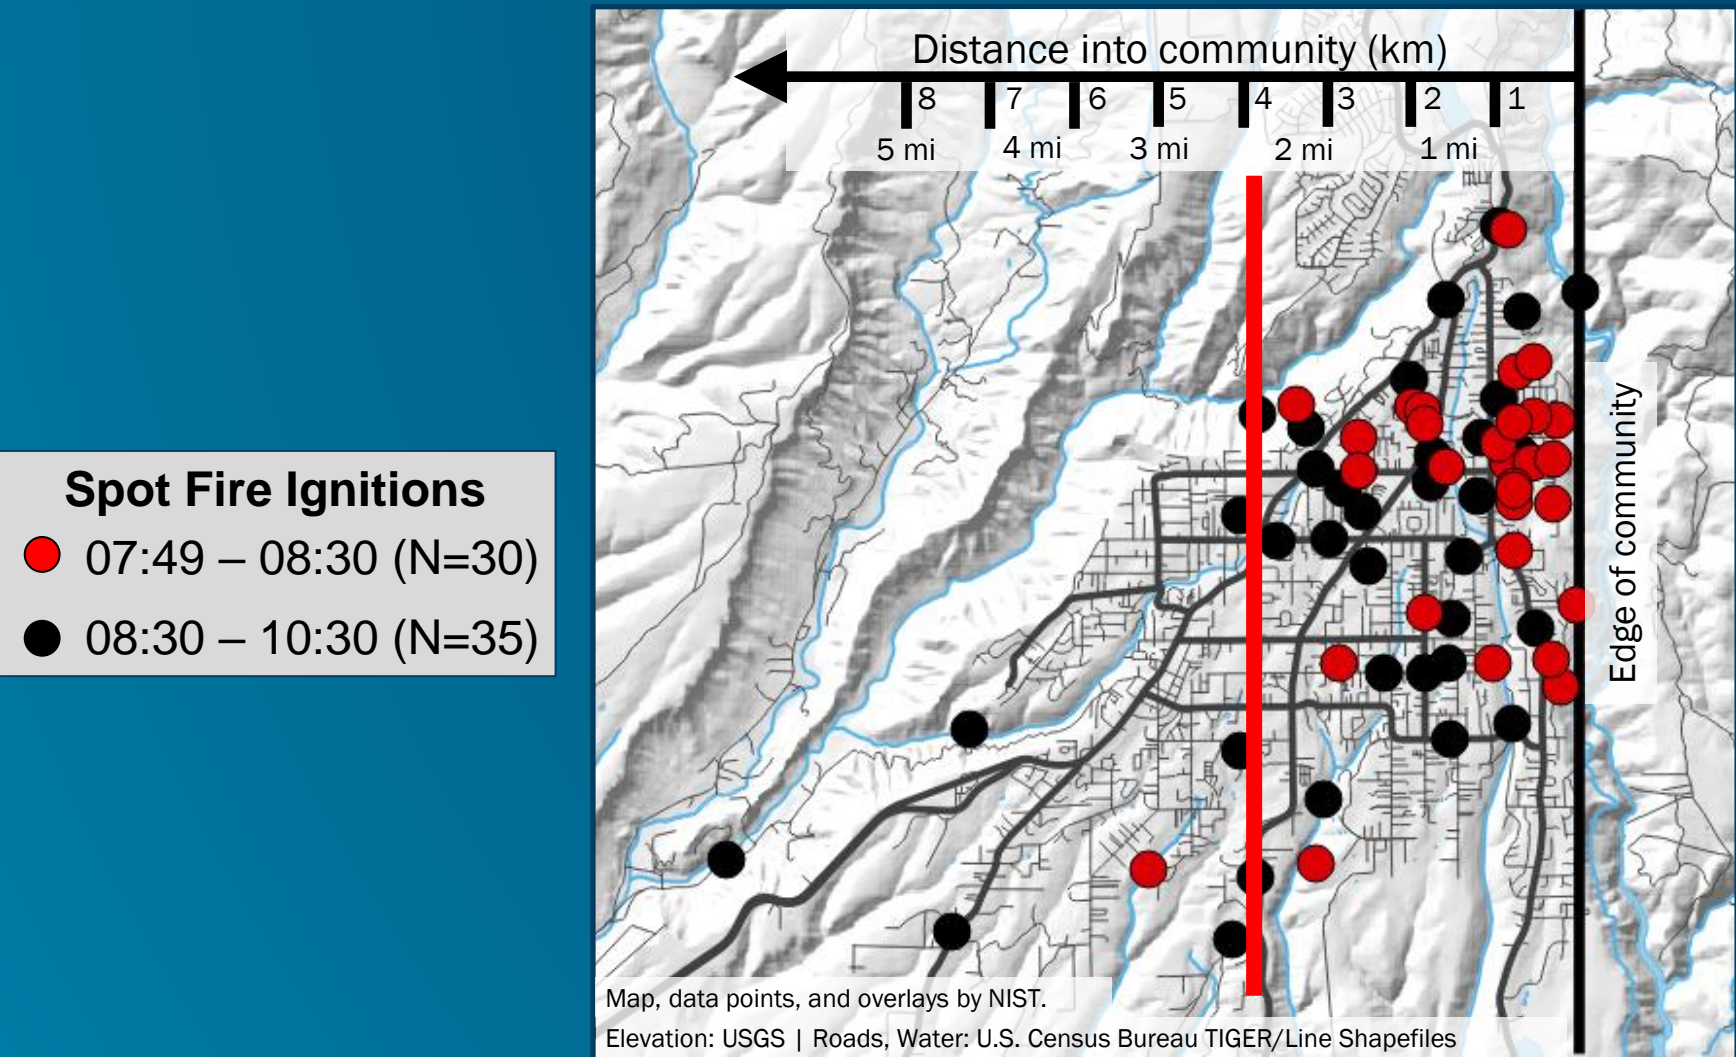 Distance into community (km)
8 7 6 5 4 3 2 1
5 mi 4 mi 3 mi 2 mi 1 mi
Edge of community
Spot Fire Ignitions
07:49 – 08:30 (N=30)
08:30 – 10:30 (N=35)
Map, data points, and overlays by NIST.
Elevation: USGS | Roads, Water: U.S. Census Bureau TIGER/Line Shapefiles